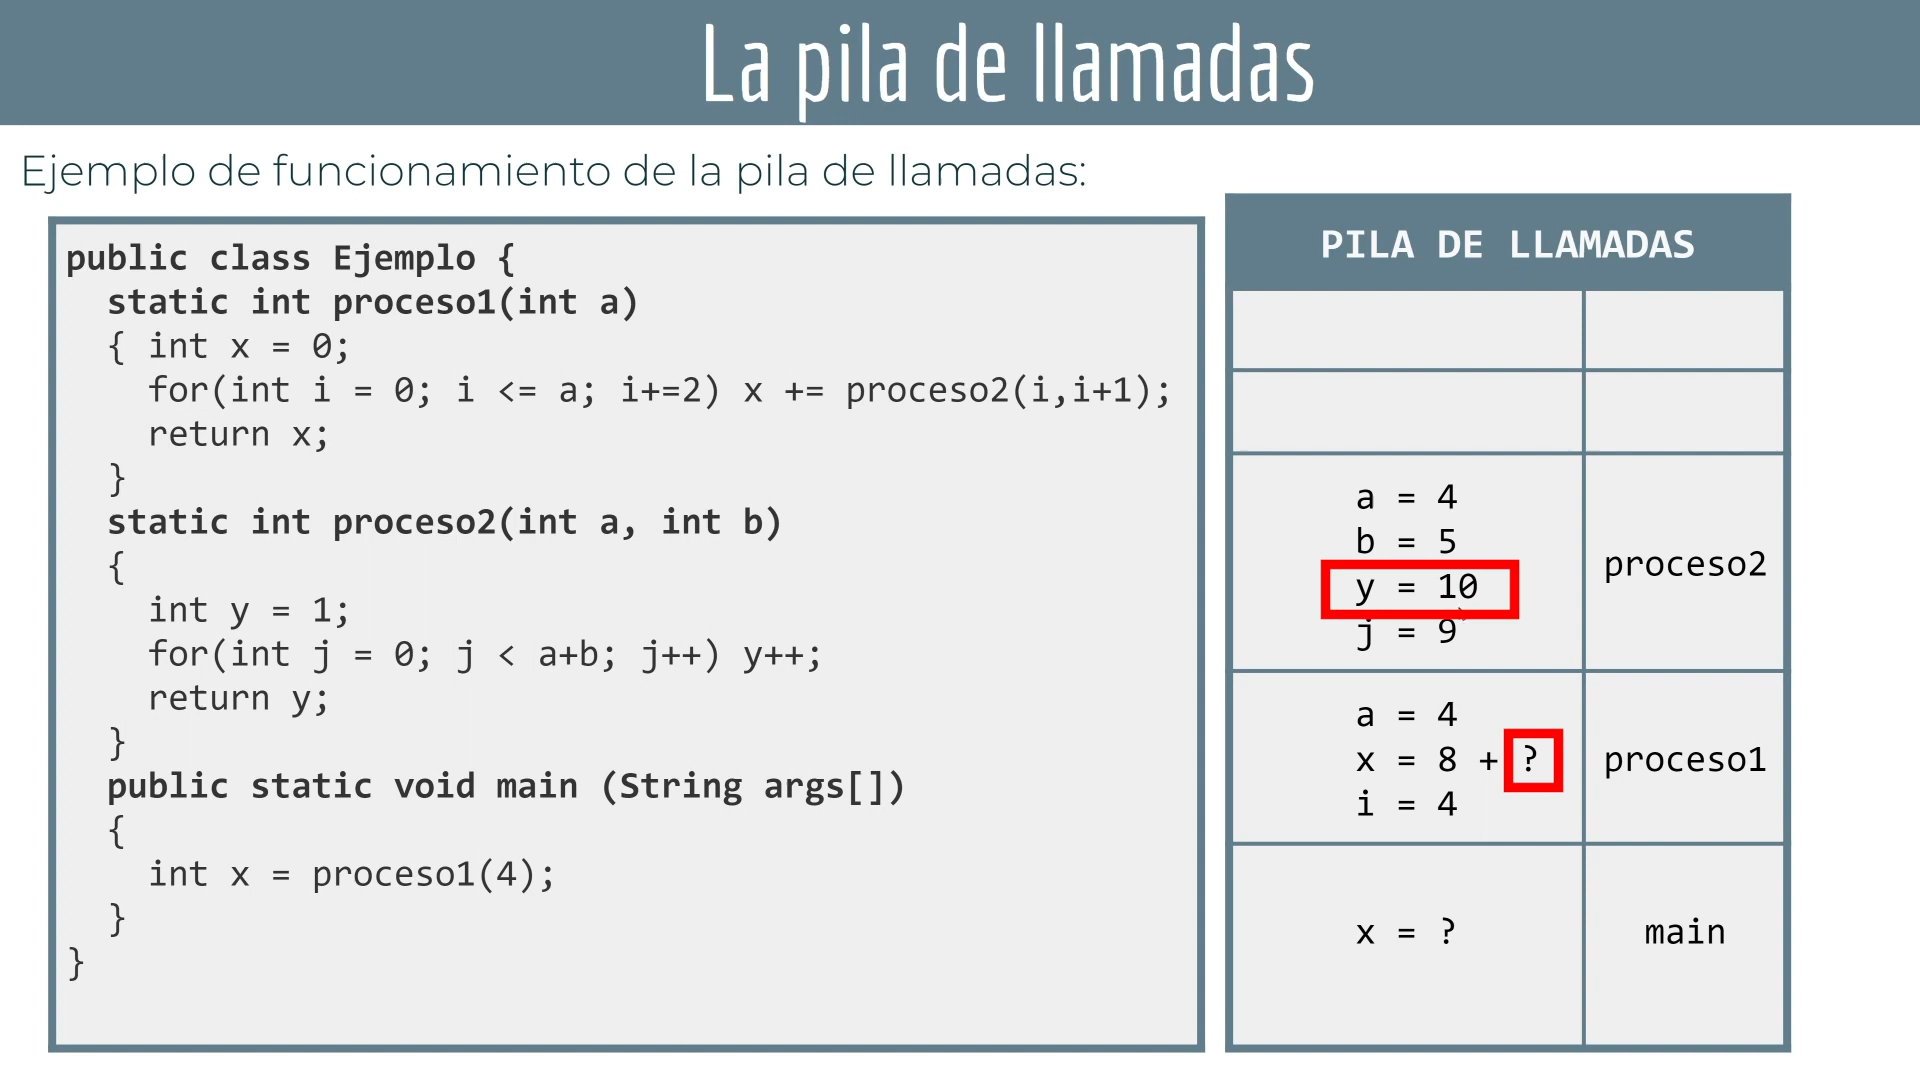 La pila de llamadas
Ejemplo de funcionamiento de la pila de llamadas:
public class Ejemplo {
static int proceso1(int a)
{ int x = 0;
for(int i = 0; i <= a; i+=2) x += proceso2(i,i+1);
return x;
}
static int proceso2(int a, int b)
{
int y = 1;
for(int j = 0; j < a+b; j++) y++;
return y;
}
public static void main (String args[])
{
int x = proceso1(4);
}
}
PILA DE LLAMADAS
a = 4
b = 5
y = 10
j = 9
proceso2
a = 4
x = 8 + ?
i = 4
proceso1
x = ?
main